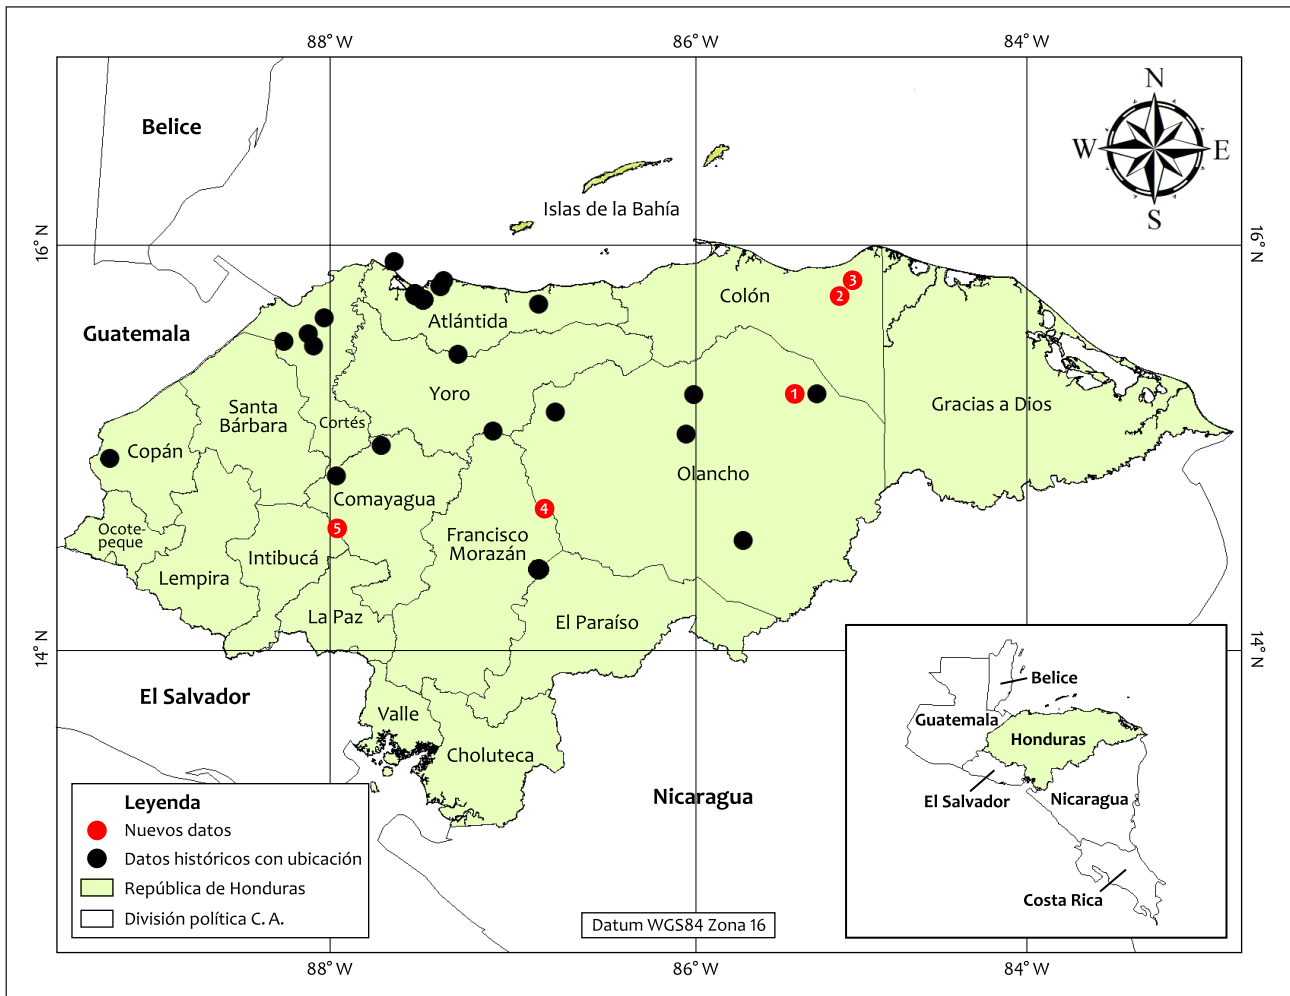 88° W
86° W
84° W
N
W
E
S
Belice
Islas de la Bahía
16° N
16° N
Guatemala
Colón
3
2
Atlántida
Yoro
1
Gracias a Dios
Santa
Bárbara
Cortés
Copán
Olancho
Comayagua
4
5
Ocote-
peque
Francisco
Morazán
Intibucá
Lempira
La Paz
El Paraíso
14° N
14° N
El Salvador
Valle
Choluteca
Nicaragua
Leyenda
Nuevos datos
Datos históricos con ubicación
República de Honduras
División política C. A.
Datum WGS84 Zona 16
Belice
Guatemala
Honduras
El Salvador
Nicaragua
Costa Rica
88° W
86° W
84° W